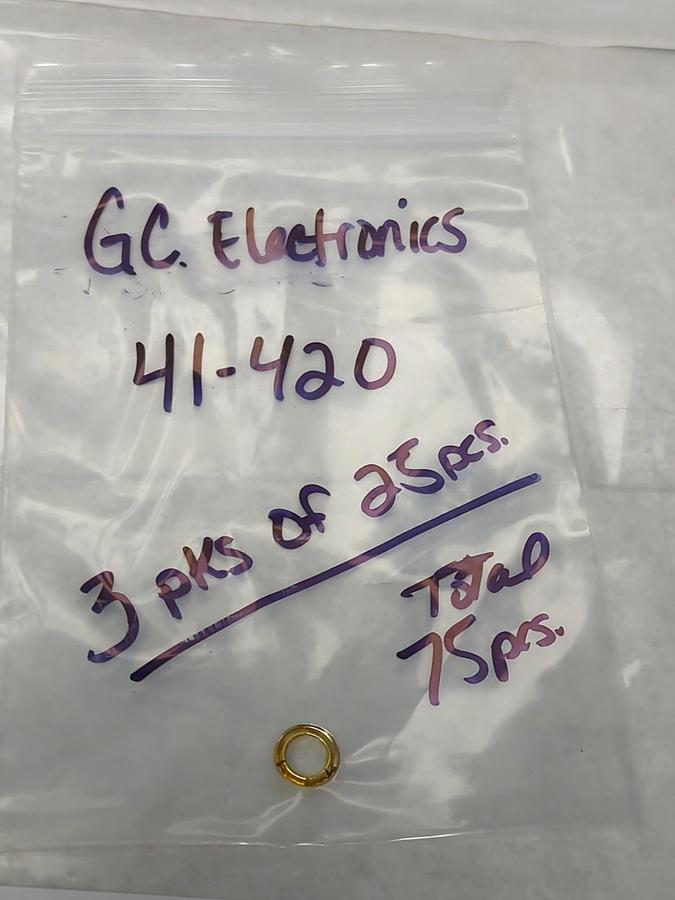 GC. Electronics
41-420
3 pks of 25pcs.
Total
75pcs.